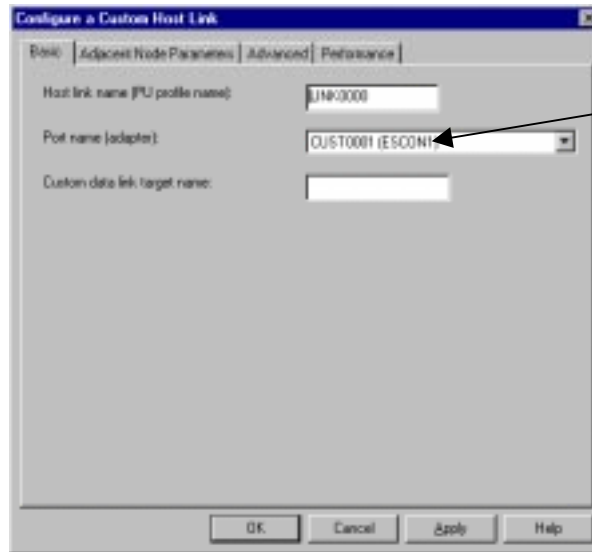 Configure a Custom Host Link
Basic Adjacent Node Parameters Advanced Performance
Host link name (PU profile name):
LINK0000
Port name (adapter):
CUST0001 (ESCON1)
Custom data link target name:
OK Cancel Apply Help